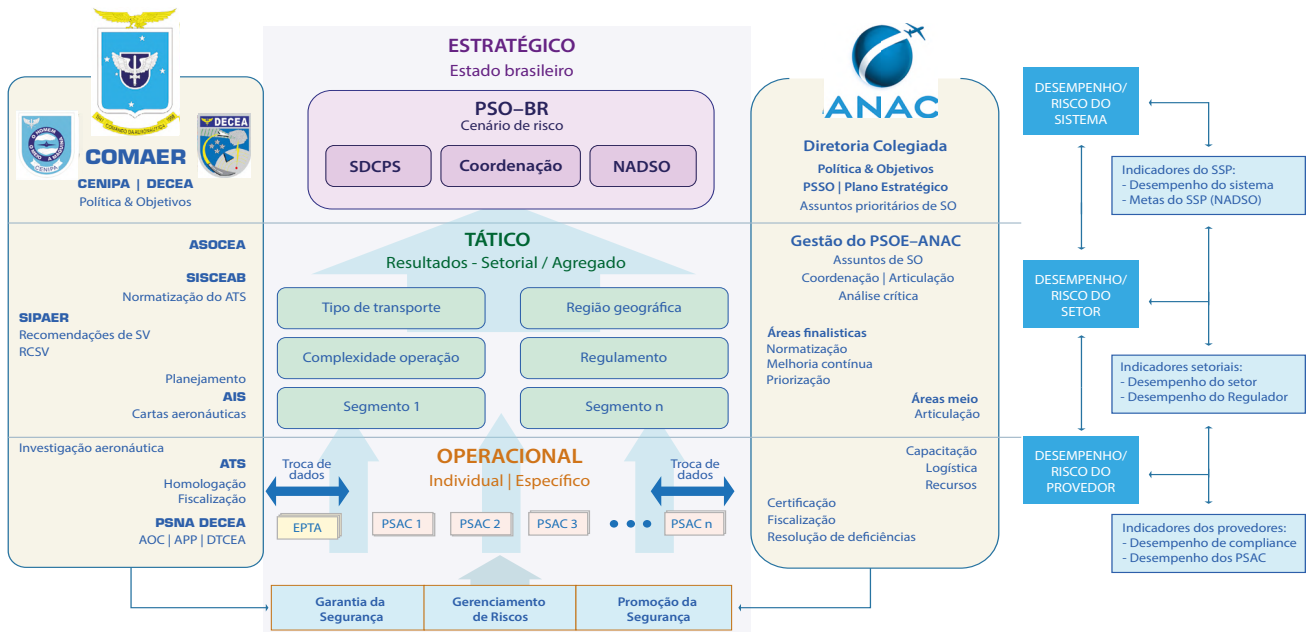 COMANDO DA AERONÁUTICA
O HOMEM
O MEIO
A MÁQUINA
CENIPA
DECEA
COMAER
CENIPA | DECEA
Política & Objetivos
ASOCEA
SISCEAB
Normatização do ATS
SIPAER
Recomendações de SV
RCSV
Planejamento
AIS
Cartas aeronáuticas
Investigação aeronáutica
ATS
Homologação
Fiscalização
PSNA DECEA
AOC | APP | DTCEA
ESTRATÉGICO
Estado brasileiro
PSO–BR
Cenário de risco
SDCPS
Coordenação
NADSO
TÁTICO
Resultados - Setorial / Agregado
Tipo de transporte
Região geográfica
Complexidade operação
Regulamento
Segmento 1
Segmento n
OPERACIONAL
Individual | Específico
Troca de
dados
Troca de
dados
EPTA
PSAC 1
PSAC 2
PSAC 3
PSAC n
Garantia da
Segurança
Gerenciamento
de Riscos
Promoção da
Segurança
ANAC
Diretoria Colegiada
Política & Objetivos
PSSO | Plano Estratégico
Assuntos prioritários de SO
Gestão do PSOE–ANAC
Assuntos de SO
Coordenação | Articulação
Análise crítica
Áreas finalisticas
Normatização
Melhoria contínua
Priorização
Áreas meio
Articulação
Capacitação
Logística
Recursos
Certificação
Fiscalização
Resolução de deficiências
DESEMPENHO/
RISCO DO
SISTEMA
Indicadores do SSP:
- Desempenho do sistema
- Metas do SSP (NADSO)
DESEMPENHO/
RISCO DO
SETOR
Indicadores setoriais:
- Desempenho do setor
- Desempenho do Regulador
DESEMPENHO/
RISCO DO
PROVEDOR
Indicadores dos provedores:
- Desempenho de compliance
- Desempenho dos PSAC